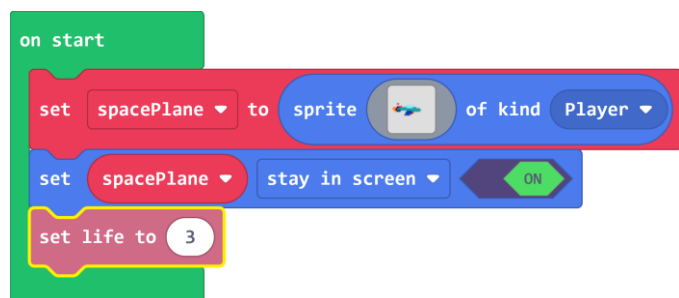 on start
set spacePlane to sprite of kind Player
set spacePlane stay in screen ON
set life to 3